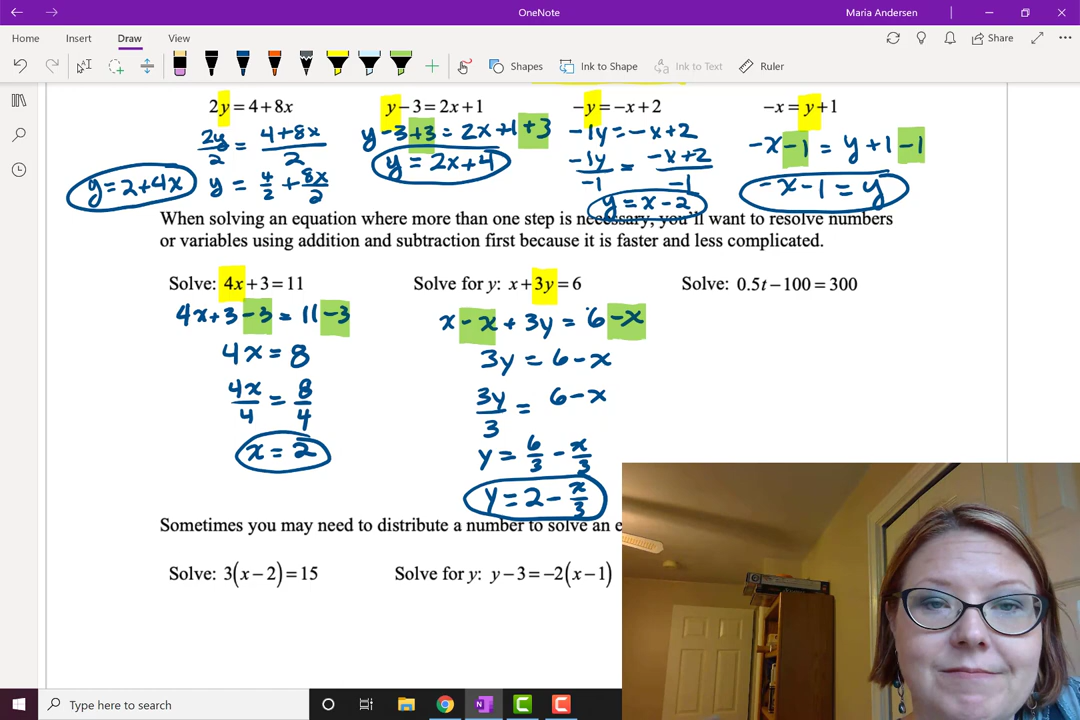 OneNote
Maria Andersen
Home Insert Draw View
Share
Shapes Ink to Shape Ink to Text Ruler
2y = 4 + 8x y − 3 = 2x + 1 −y = −x + 2 −x = y + 1
2y/2 = (4+8x)/2 y − 3 + 3 = 2x + 1 + 3 −1y = −x + 2 −x − 1 = y + 1 − 1
y = 2 + 4x y = 4/2 + 8x/2 y = 2x + 4 −1y/−1 = (−x+2)/−1 −x − 1 = y
y = x − 2
When solving an equation where more than one step is necessary, you'll want to resolve numbers
or variables using addition and subtraction first because it is faster and less complicated.
Solve: 4x + 3 = 11 Solve for y: x + 3y = 6 Solve: 0.5t − 100 = 300
4x + 3 − 3 = 11 − 3 x − x + 3y = 6 − x
4x = 8 3y = 6 − x
4x/4 = 8/4 3y/3 = 6 − x
x = 2 y = 6/3 − x/3
y = 2 − x/3
Sometimes you may need to distribute a number to solve an e
Solve: 3(x − 2) = 15 Solve for y: y − 3 = −2(x − 1)
Type here to search